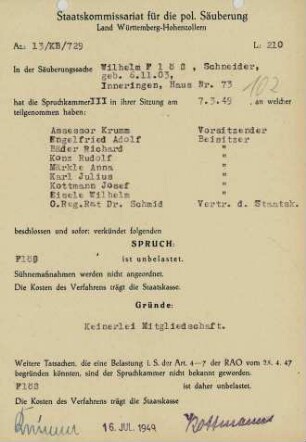 Staatskommissariat für die pol. Säuberung
Land Württemberg-Hohenzollern
Az: 13/KB/729
L: 210
In der Säuberungssache Wilhelm F l ö ß , Schneider,
geb. 6.11.03,
Inneringen, Haus Nr. 73
102
hat die Spruchkammer III in ihrer Sitzung am 7.3.49 an welcher
teilgenommen haben:
Assessor Krumm Vorsitzender
Engelfried Adolf Beisitzer
Bäder Richard "
Kons Rudolf "
Märkle Anna "
Karl Julius "
Kottmann Josef "
Eisele Wilhelm "
O.Reg.Rat Dr. Schmid Vertr. d. Staatsk.
beschlossen und sofort verkündet folgenden
SPRUCH:
Flöß ist unbelastet.
Sühnemaßnahmen werden nicht angeordnet.
Die Kosten des Verfahrens trägt die Staatskasse.
Gründe:
Keinerlei Mitgliedschaft.
Weitere Tatsachen, die eine Belastung i. S. der Art. 4—7 der RAO vom 25. 4. 47
begründen könnten, sind der Spruchkammer nicht bekannt geworden.
Flöß ist daher unbelastet.
Die Kosten des Verfahrens trägt die Staatskasse
Krumm 16. JUL. 1949 Kottmann